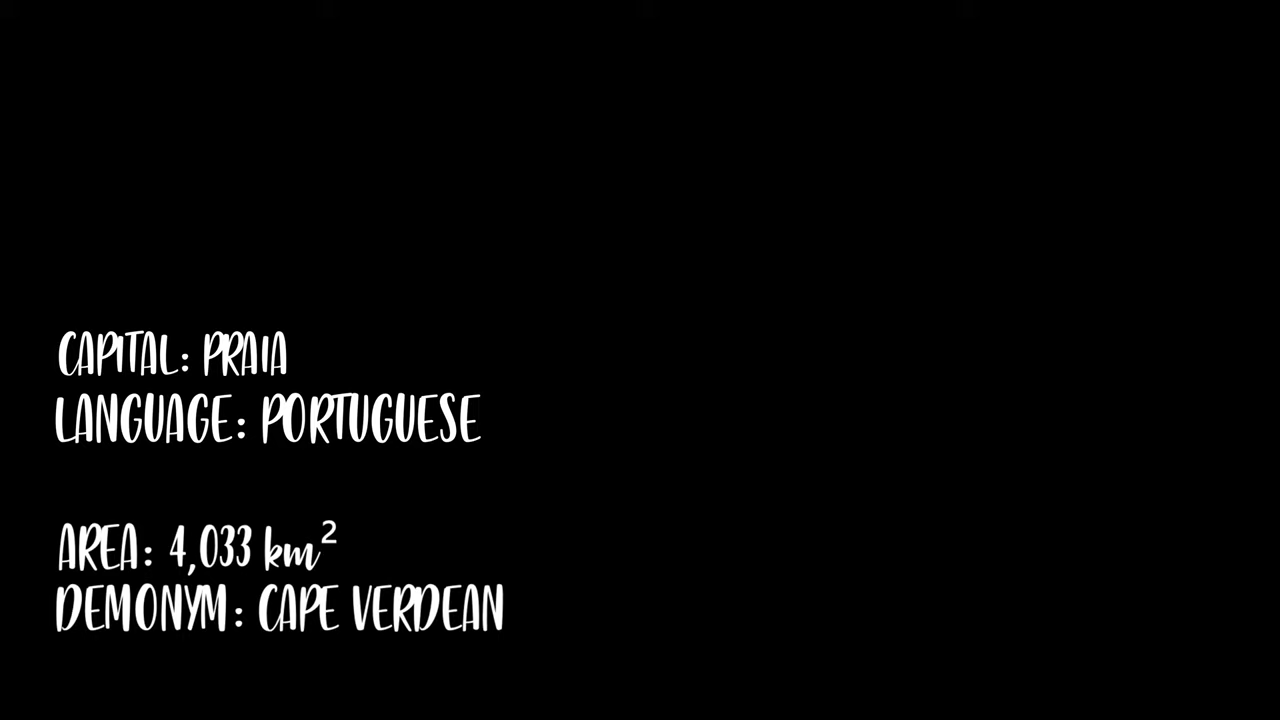 CAPITAL: PRAIA
LANGUAGE: PORTUGUESE
AREA: 4,033 km²
DEMONYM: CAPE VERDEAN